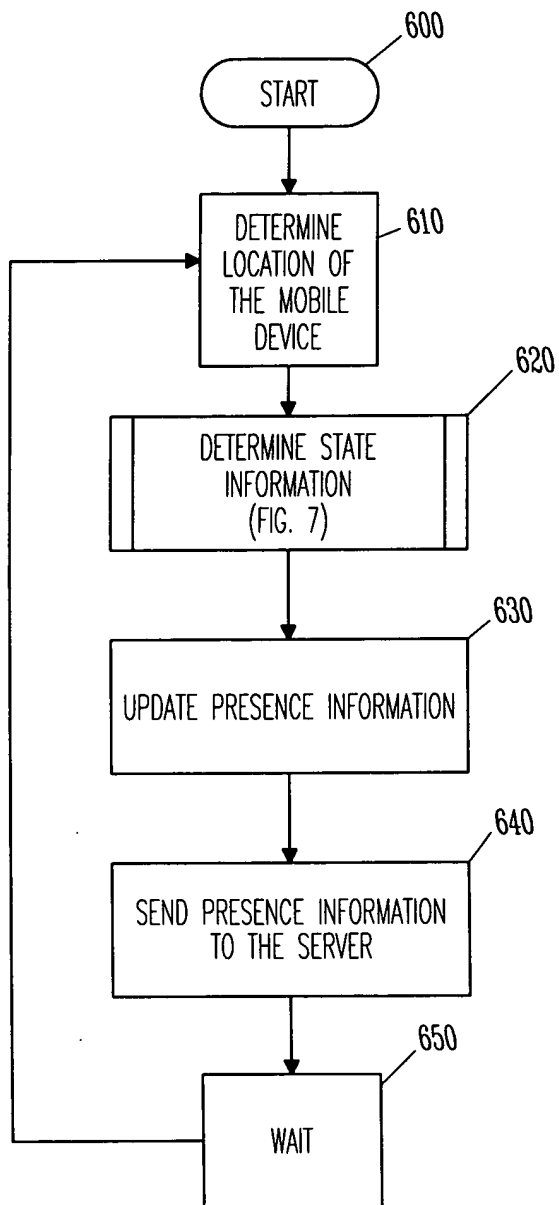 600
START
DETERMINE
LOCATION OF
THE MOBILE
DEVICE
610
620
DETERMINE STATE
INFORMATION
(FIG. 7)
630
UPDATE PRESENCE INFORMATION
640
SEND PRESENCE INFORMATION
TO THE SERVER
650
WAIT